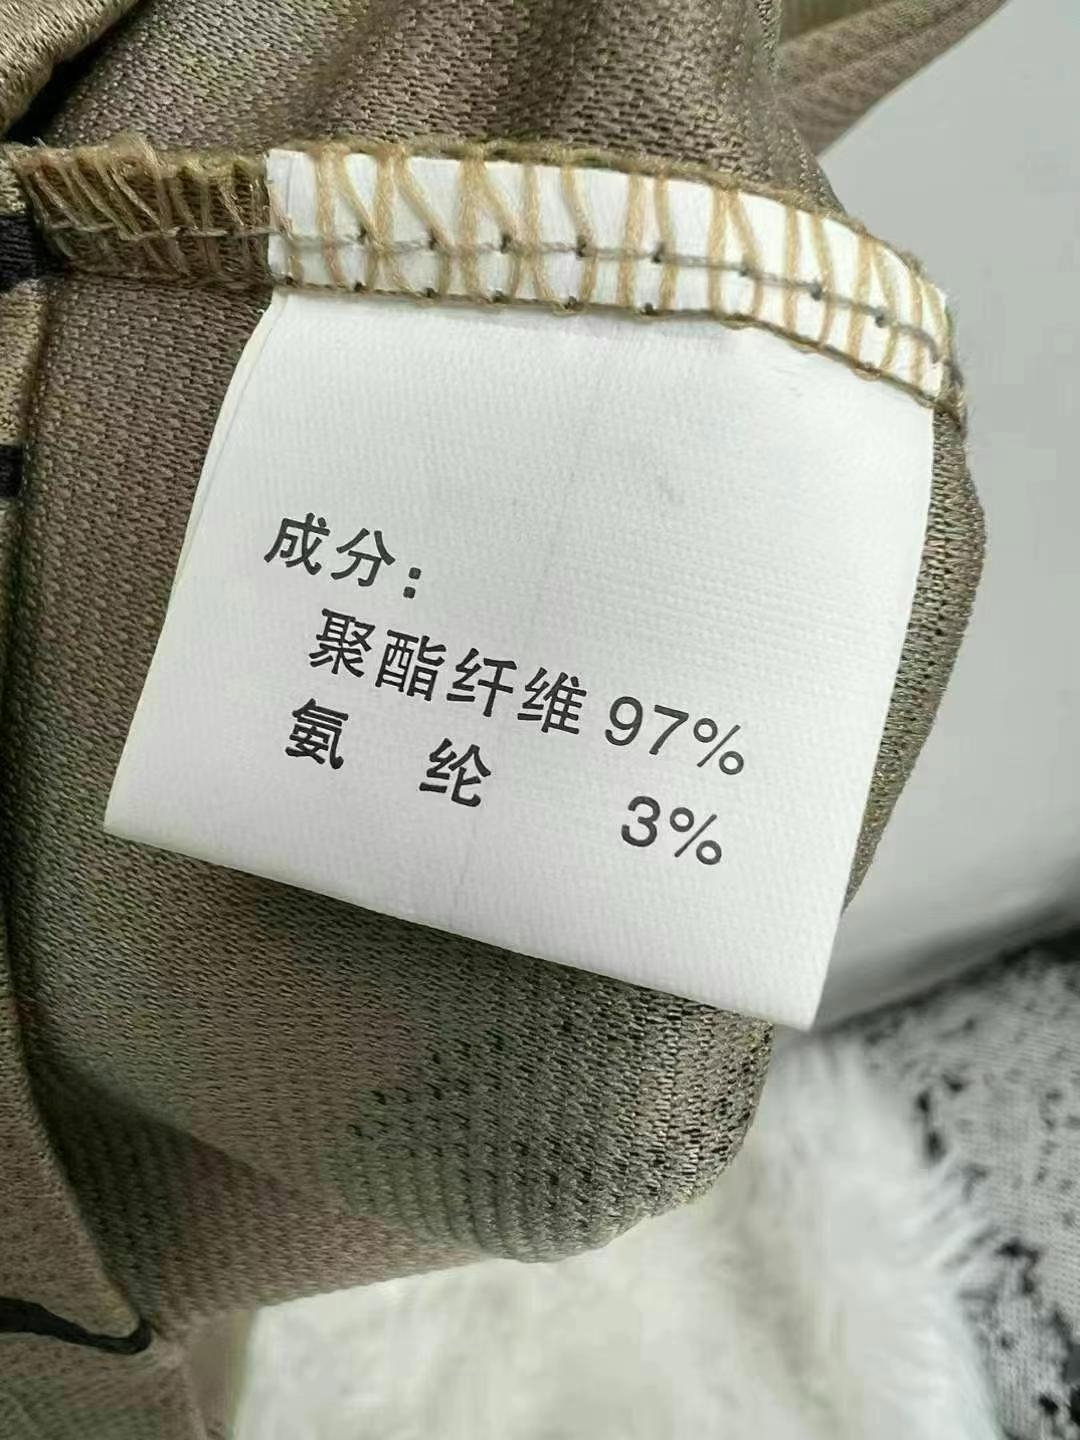 成分：
聚酯纤维 97%
氨 纶 3%